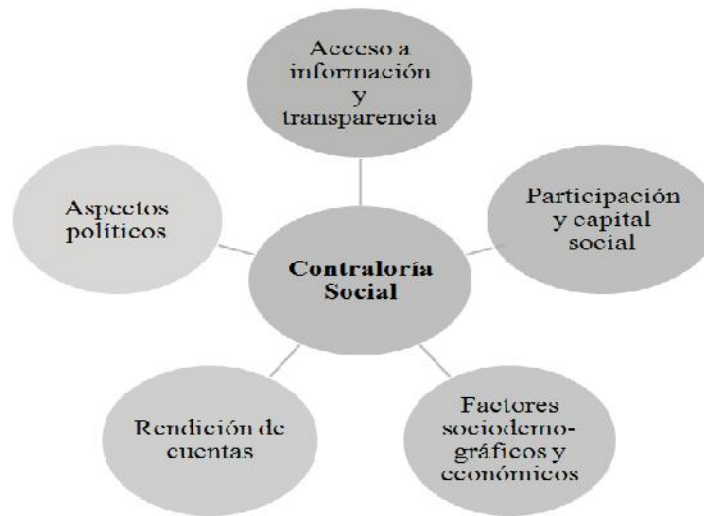 Acceso a
información
y
transparencia
Participación
y capital
social
Aspectos
políticos
Contraloría
Social
Rendición de
cuentas
Factores
sociodemo-
gráficos y
económicos